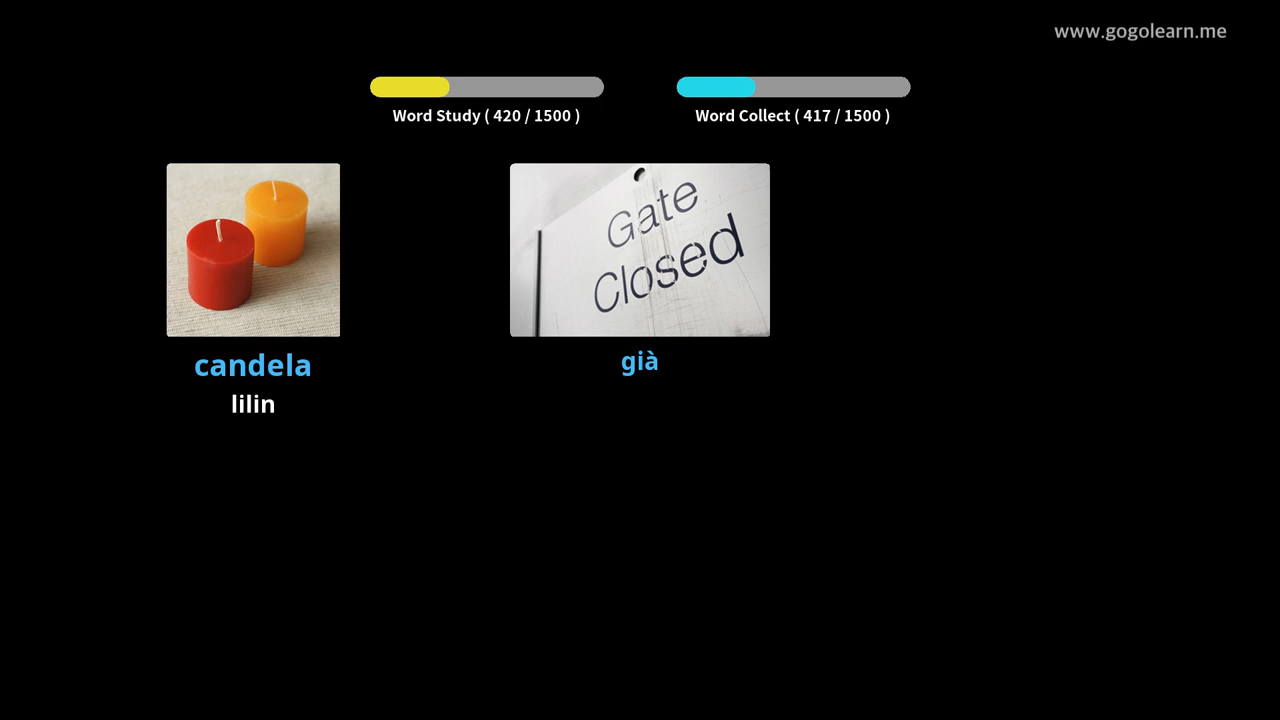 www.gogolearn.me
Word Study ( 420 / 1500 )
Word Collect ( 417 / 1500 )
Gate
Closed
candela
lilin
già